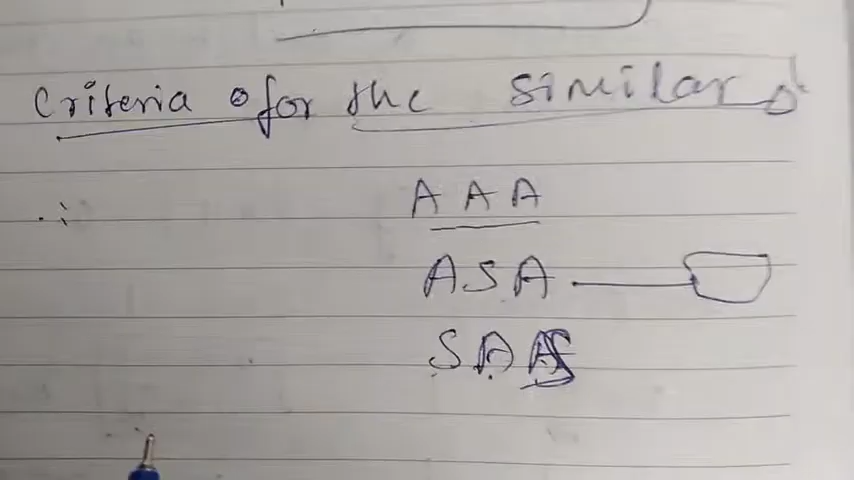 Criteria for the similar
∴ AAA
ASA
SAS